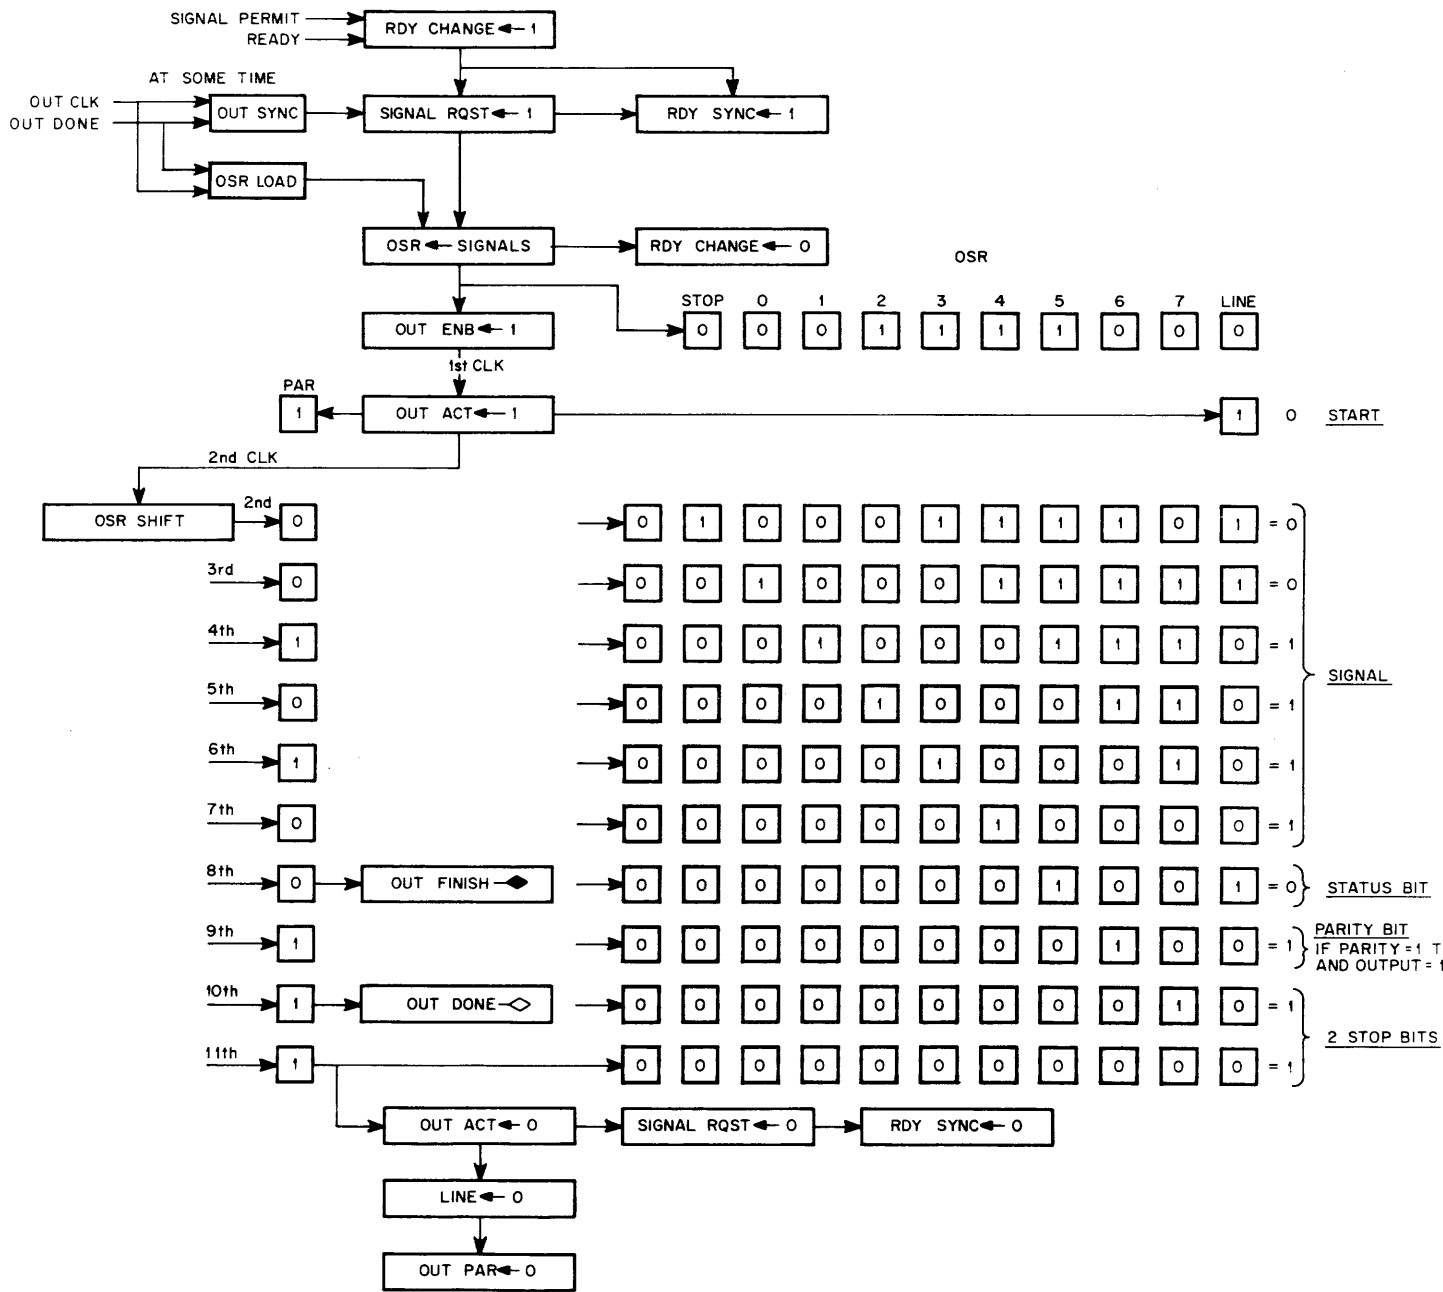 SIGNAL PERMIT
READY
RDY CHANGE ← 1
AT SOME TIME
OUT CLK
OUT DONE
OUT SYNC
SIGNAL RQST ← 1
RDY SYNC ← 1
OSR LOAD
OSR ← SIGNALS
RDY CHANGE ← 0
OSR
STOP 0 1 2 3 4 5 6 7 LINE
OUT ENB ← 1
0 0 0 1 1 1 1 0 0 0
1st CLK
PAR
1
OUT ACT ← 1
1 0 START
2nd CLK
OSR SHIFT
2nd 0 0 1 0 0 0 1 1 1 1 0 1 = 0
3rd 0 0 0 1 0 0 0 1 1 1 1 1 = 0
4th 1 0 0 0 1 0 0 0 1 1 1 0 = 1
SIGNAL
5th 0 0 0 0 0 1 0 0 0 1 1 0 = 1
6th 1 0 0 0 0 0 1 0 0 0 1 0 = 1
7th 0 0 0 0 0 0 0 1 0 0 0 0 = 1
8th 0 OUT FINISH 0 0 0 0 0 0 0 1 0 0 1 = 0 STATUS BIT
9th 1 0 0 0 0 0 0 0 0 1 0 0 = 1
PARITY BIT
IF PARITY = 1 T
AND OUTPUT = 1
10th 1 OUT DONE 0 0 0 0 0 0 0 0 0 1 0 = 1
2 STOP BITS
11th 1 0 0 0 0 0 0 0 0 0 0 0 = 1
OUT ACT ← 0
SIGNAL RQST ← 0
RDY SYNC ← 0
LINE ← 0
OUT PAR ← 0